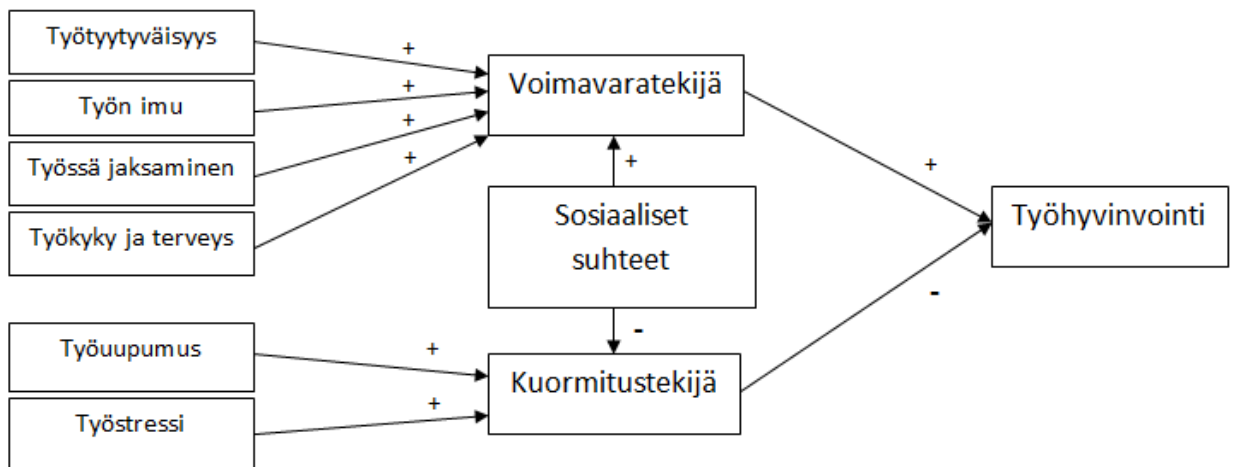 Työtyytyväisyys
+
Työn imu
+
Työssä jaksaminen
+
Työkyky ja terveys
+
Voimavaratekijä
+
Sosiaaliset
suhteet
-
Työuupumus
+
Työstressi
+
Kuormitustekijä
+
-
Työhyvinvointi